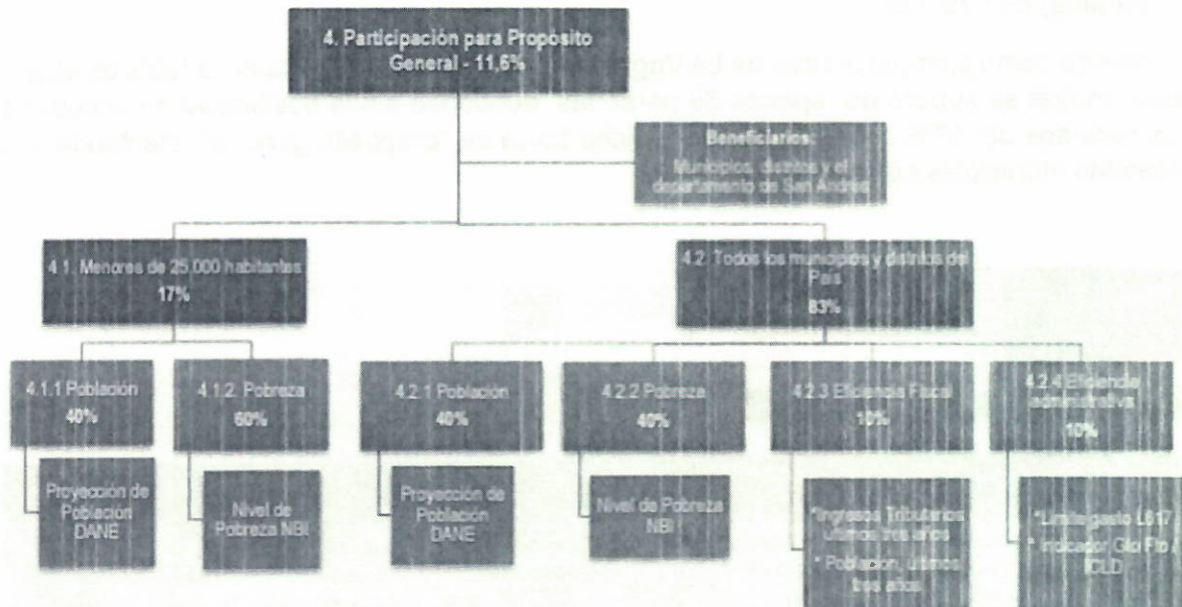 4. Participación para Propósito
General - 11,6%
Beneficiarios:
Municipios, distritos y el
departamento de San Andrés
4.1. Menores de 25.000 habitantes
17%
4.2. Todos los municipios y distritos del
País
83%
4.1.1 Población
40%
4.1.2. Pobreza
60%
4.2.1 Población
40%
4.2.2 Pobreza
40%
4.2.3 Eficiencia Fiscal
10%
4.2.4 Eficiencia
administrativa
10%
Proyección de
Población
DANE
Nivel de
Pobreza NBI
Proyección de
Población
DANE
Nivel de Pobreza
NBI
*Ingresos Tributarios
últimos tres años
* Población, últimos
tres años
*Límite gasto L617
* Indicador Gto Fto /
ICLD